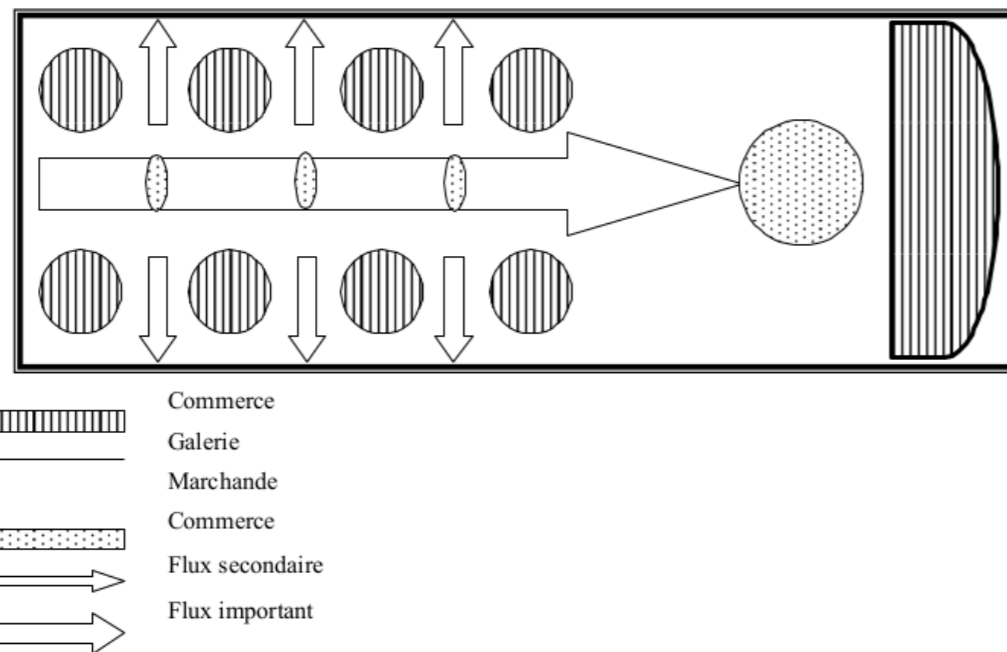 Commerce
Galerie
Marchande
Commerce
Flux secondaire
Flux important